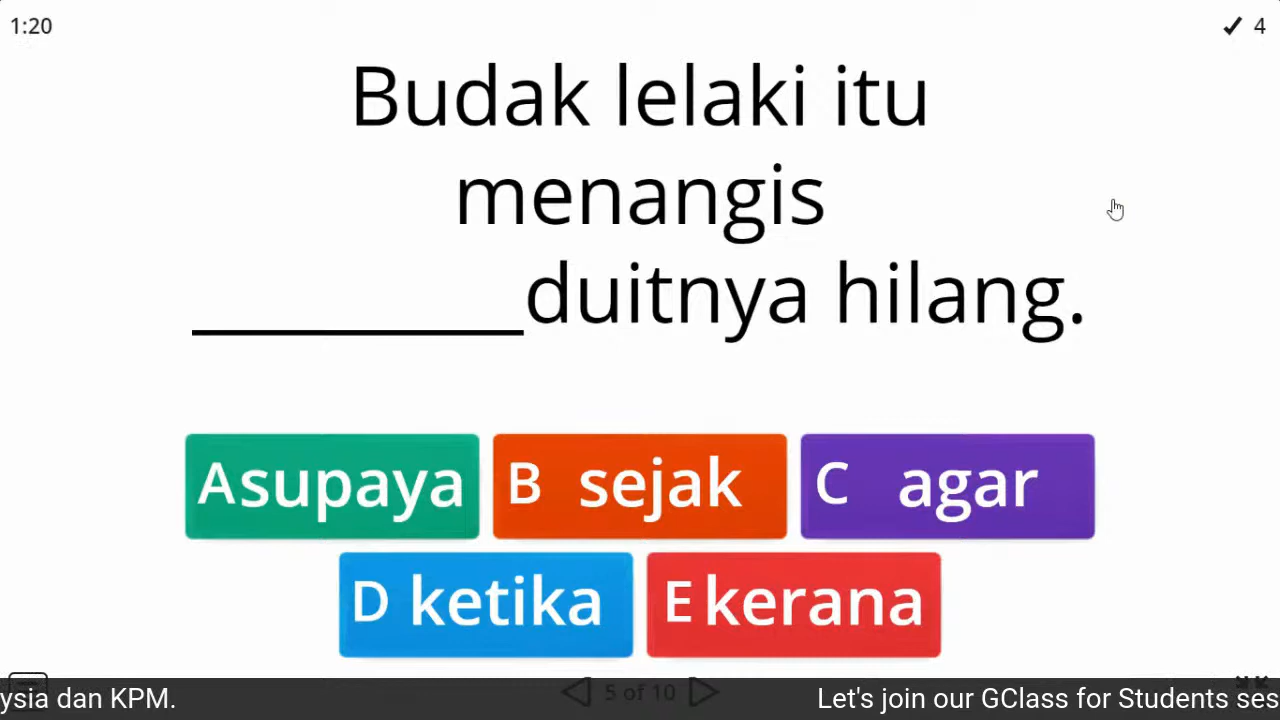 1:20
✓ 4
Budak lelaki itu
menangis
__________duitnya hilang.
A supaya
B sejak
C agar
D ketika
E kerana
5 of 10
ysia dan KPM.
Let's join our GClass for Students ses